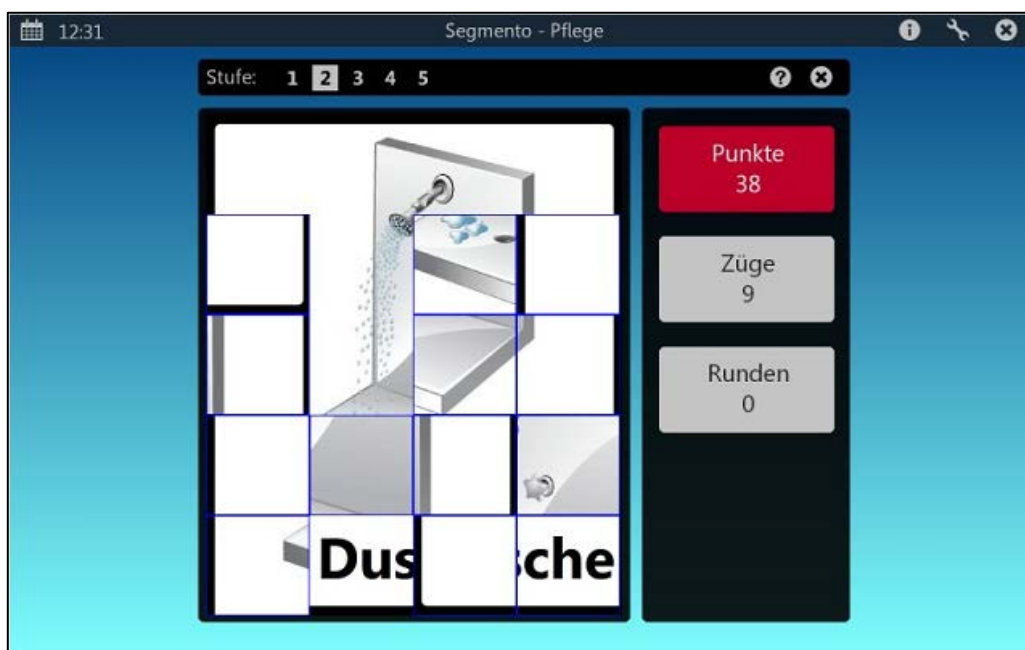 12:31 Segmento - Pflege
Stufe: 1 2 3 4 5
Punkte
38
Züge
9
Runden
0
Dus sche